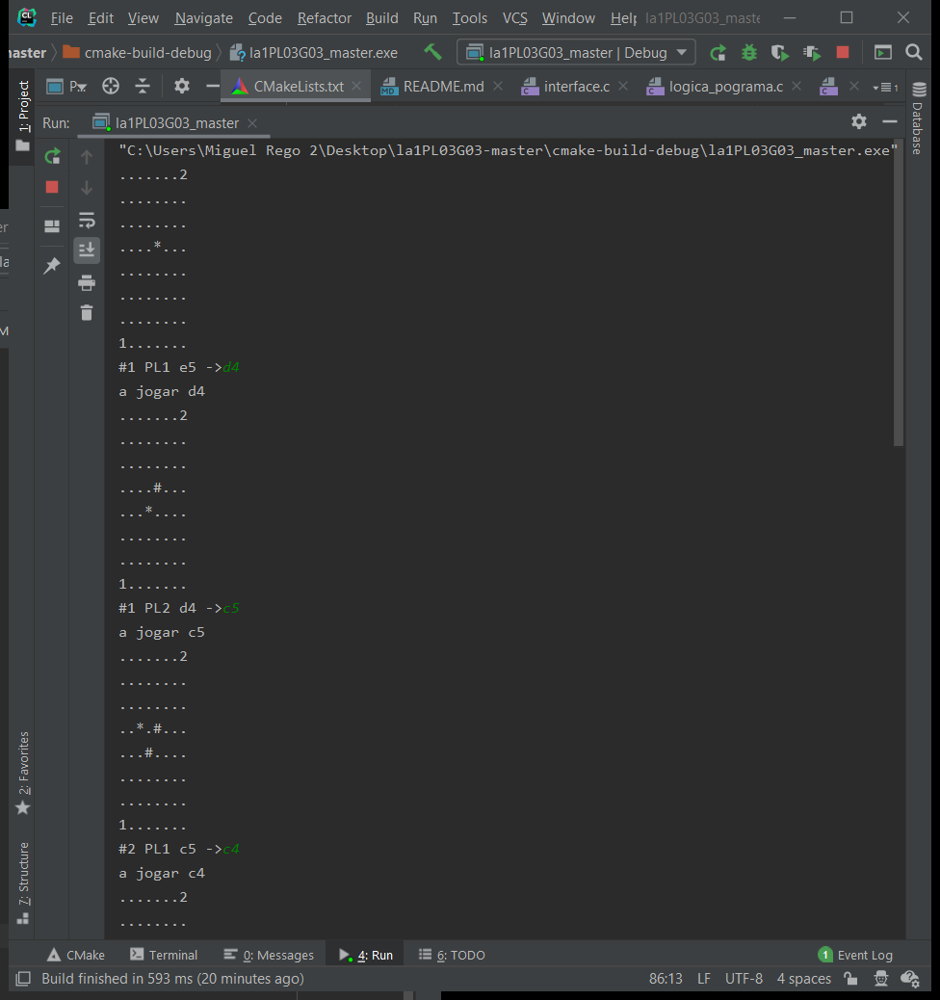 File Edit View Navigate Code Refactor Build Run Tools VCS Window Help la1PL03G03_maste
naster cmake-build-debug la1PL03G03_master.exe la1PL03G03_master | Debug
P CMakeLists.txt README.md interface.c logica_pograma.c 1
1: Project
Database
Run: la1PL03G03_master
"C:\Users\Miguel Rego 2\Desktop\la1PL03G03-master\cmake-build-debug\la1PL03G03_master.exe"
.......2
........
........
....*...
........
........
........
1.......
#1 PL1 e5 ->d4
a jogar d4
.......2
........
........
....#...
...*....
........
........
1.......
#1 PL2 d4 ->c5
a jogar c5
.......2
........
........
..*.#...
...#....
........
........
1.......
#2 PL1 c5 ->c4
a jogar c4
.......2
........
er
la
M
2: Favorites
7: Structure
CMake Terminal 0: Messages 4: Run 6: TODO 1 Event Log
Build finished in 593 ms (20 minutes ago) 86:13 LF UTF-8 4 spaces